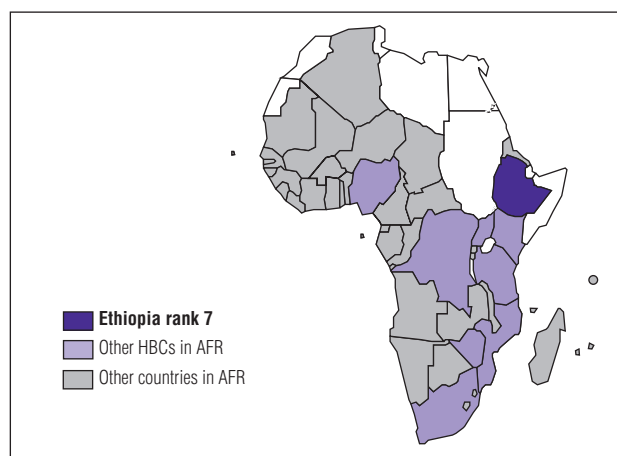 Ethiopia rank 7
Other HBCs in AFR
Other countries in AFR